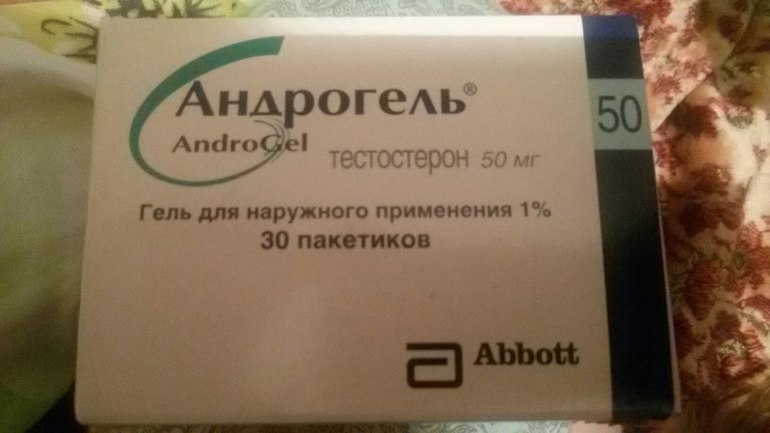 Андрогель®
AndroGel
тестостерон 50 мг
50
Гель для наружного применения 1%
30 пакетиков
Abbott